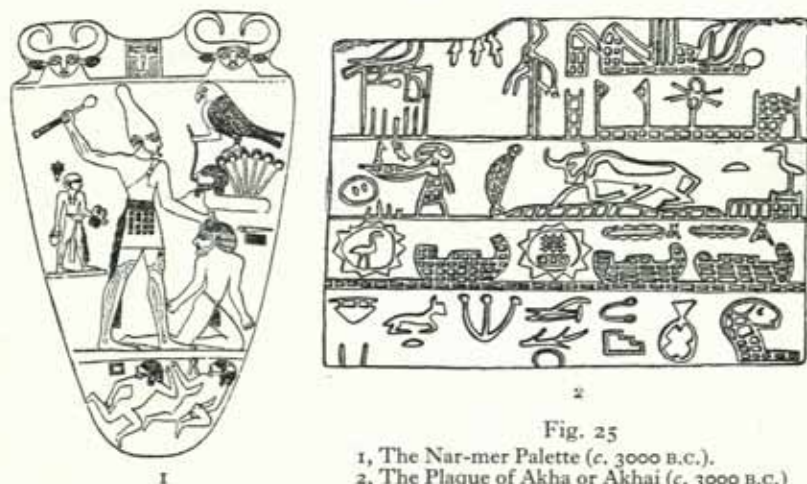 2
Fig. 25
1
1, The Nar-mer Palette (c. 3000 B.C.).
2, The Plaque of Akha or Akhai (c. 3000 B.C.)